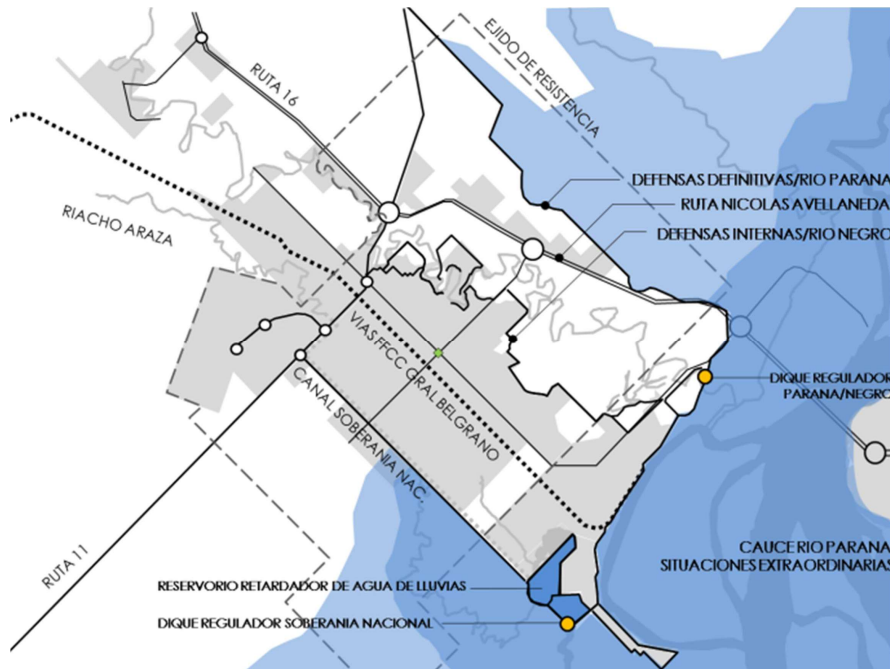 EJIDO DE RESISTENCIA
RUTA 16
DEFENSAS DEFINITIVAS/RIO PARANA
RUTA NICOLAS AVELLANEDA
DEFENSAS INTERNAS/RIO NEGRO
RIACHO ARAZA
VIAS FFCC GRAL BELGRANO
CANAL SOBERANIA NAC.
DIQUE REGULADOR
PARANA/NEGRO
RUTA 11
CAUCE RIO PARANA
SITUACIONES EXTRAORDINARIAS
RESERVORIO RETARDADOR DE AGUA DE LLUVIAS
DIQUE REGULADOR SOBERANIA NACIONAL